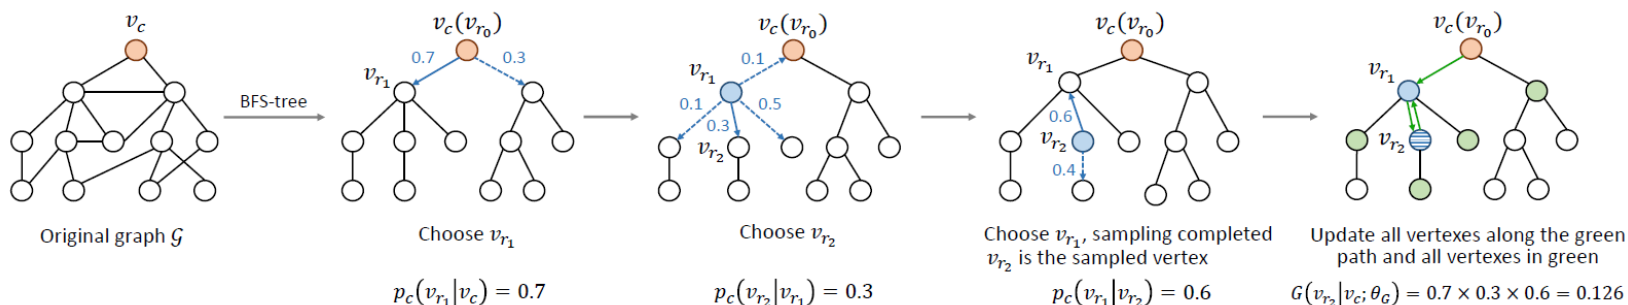 v_c
BFS-tree
Original graph 𝒢
v_c(v_{r_0})
0.7
0.3
v_{r_1}
Choose v_{r_1}
p_c(v_{r_1}|v_c) = 0.7
v_c(v_{r_0})
0.1
v_{r_1}
0.1
0.3
0.5
v_{r_2}
Choose v_{r_2}
p_c(v_{r_2}|v_{r_1}) = 0.3
v_c(v_{r_0})
v_{r_1}
0.6
v_{r_2}
0.4
Choose v_{r_1}, sampling completed
v_{r_2} is the sampled vertex
p_c(v_{r_1}|v_{r_2}) = 0.6
v_c(v_{r_0})
v_{r_1}
v_{r_2}
Update all vertexes along the green
path and all vertexes in green
G(v_{r_2}|v_c; θ_G) = 0.7 × 0.3 × 0.6 = 0.126